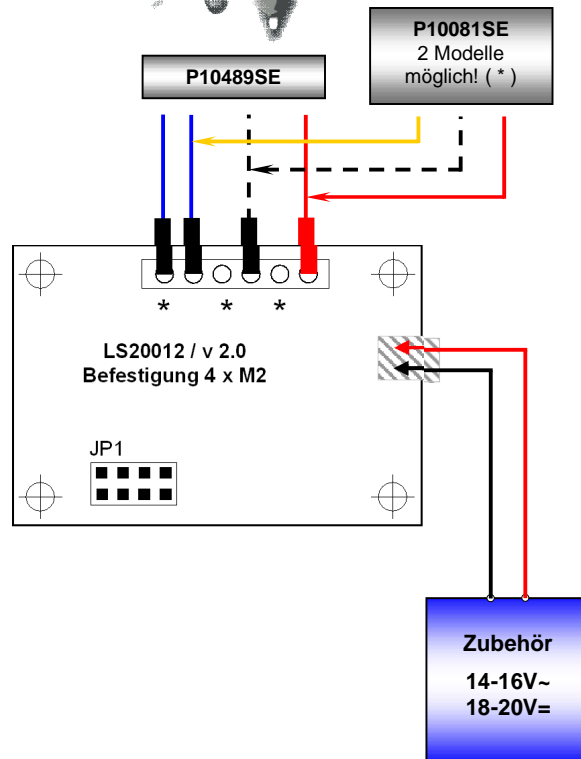 P10081SE
2 Modelle
möglich! ( * )
P10489SE
* * *
LS20012 / v 2.0
Befestigung 4 x M2
JP1
Zubehör
14-16V~
18-20V=